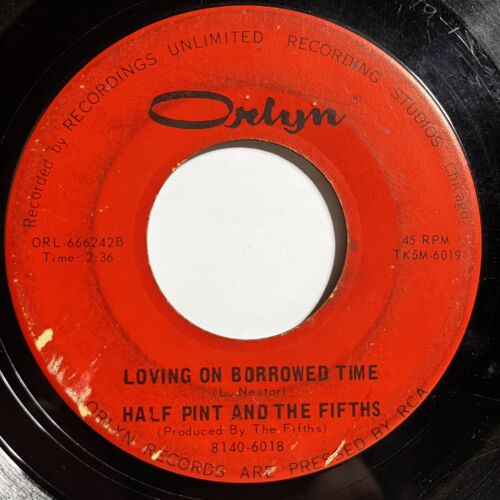 Recorded by RECORDINGS UNLIMITED RECORDING STUDIOS, Chicago
Orlyn®
ORL-666242B
Time: 2:36
45 RPM
TK5M-6019
LOVING ON BORROWED TIME
(L. Nestor)
HALF PINT AND THE FIFTHS
(Produced By The Fifths)
8140-6018
ORLYN RECORDS ARE PRESSED BY RCA